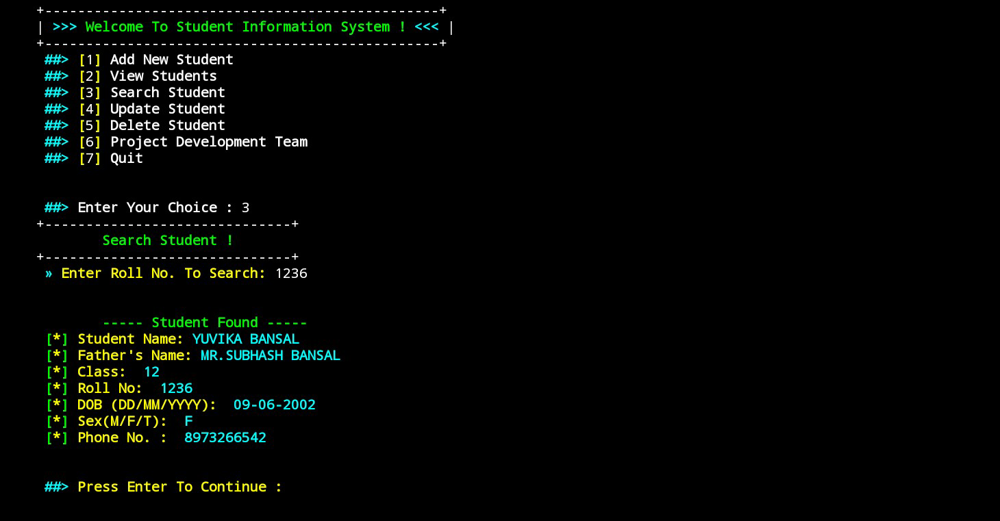 +------------------------------------------------+
| >>> Welcome To Student Information System ! <<< |
+------------------------------------------------+
##> [1] Add New Student
##> [2] View Students
##> [3] Search Student
##> [4] Update Student
##> [5] Delete Student
##> [6] Project Development Team
##> [7] Quit
##> Enter Your Choice : 3
+------------------------------+
Search Student !
+------------------------------+
» Enter Roll No. To Search: 1236
----- Student Found -----
[*] Student Name: YUVIKA BANSAL
[*] Father's Name: MR.SUBHASH BANSAL
[*] Class:  12
[*] Roll No:  1236
[*] DOB (DD/MM/YYYY):  09-06-2002
[*] Sex(M/F/T):  F
[*] Phone No. :  8973266542
##> Press Enter To Continue :